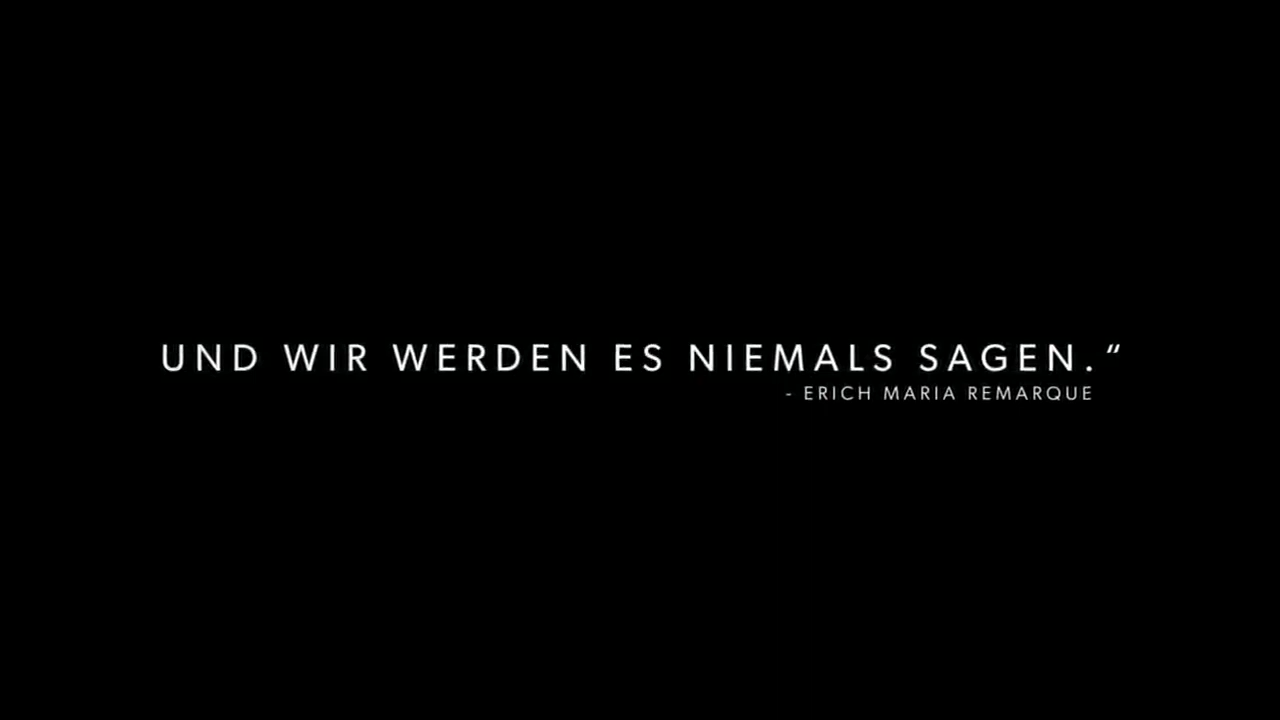 UND WIR WERDEN ES NIEMALS SAGEN.“
- ERICH MARIA REMARQUE